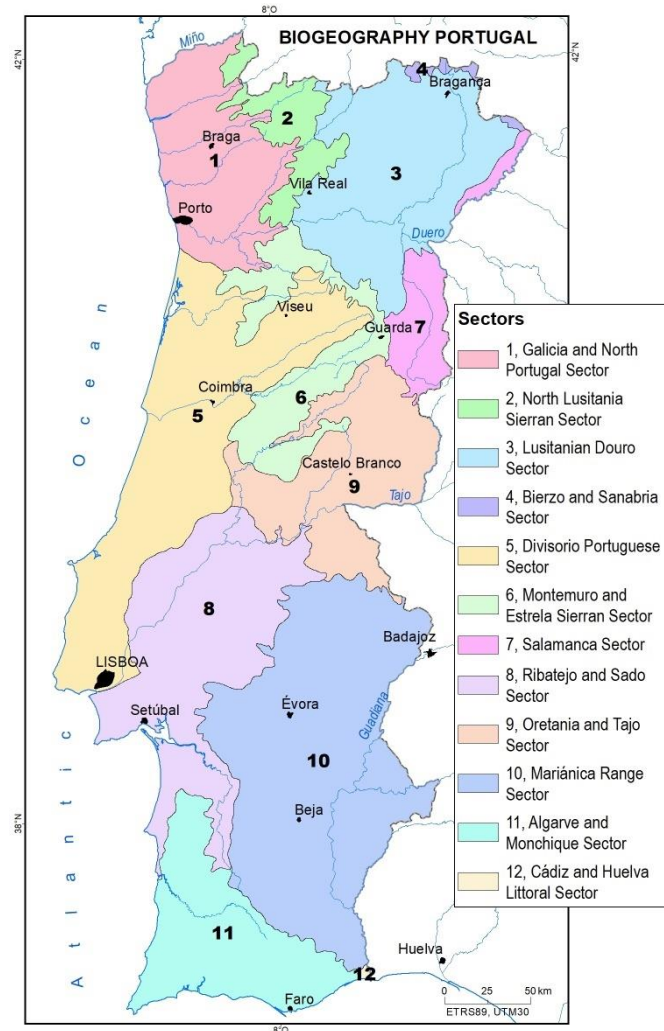 8°O
BIOGEOGRAPHY PORTUGAL
42°N
42°N
Miño
4
Bragança
2
Braga
1
3
Vila Real
Porto
Duero
Viseu
7
Guarda
Coimbra
6
5
Castelo Branco
9
Tajo
8
Badajoz
LISBOA
Setúbal
Évora
Guadiana
10
Beja
38°N
38°N
11
Huelva
12
Faro
Atlantic Ocean
0 25 50 km
ETRS89, UTM30
8°O
Sectors
1, Galicia and North
Portugal Sector
2, North Lusitania
Sierran Sector
3, Lusitanian Douro
Sector
4, Bierzo and Sanabria
Sector
5, Divisorio Portuguese
Sector
6, Montemuro and
Estrela Sierran Sector
7, Salamanca Sector
8, Ribatejo and Sado
Sector
9, Oretania and Tajo
Sector
10, Mariánica Range
Sector
11, Algarve and
Monchique Sector
12, Cádiz and Huelva
Littoral Sector